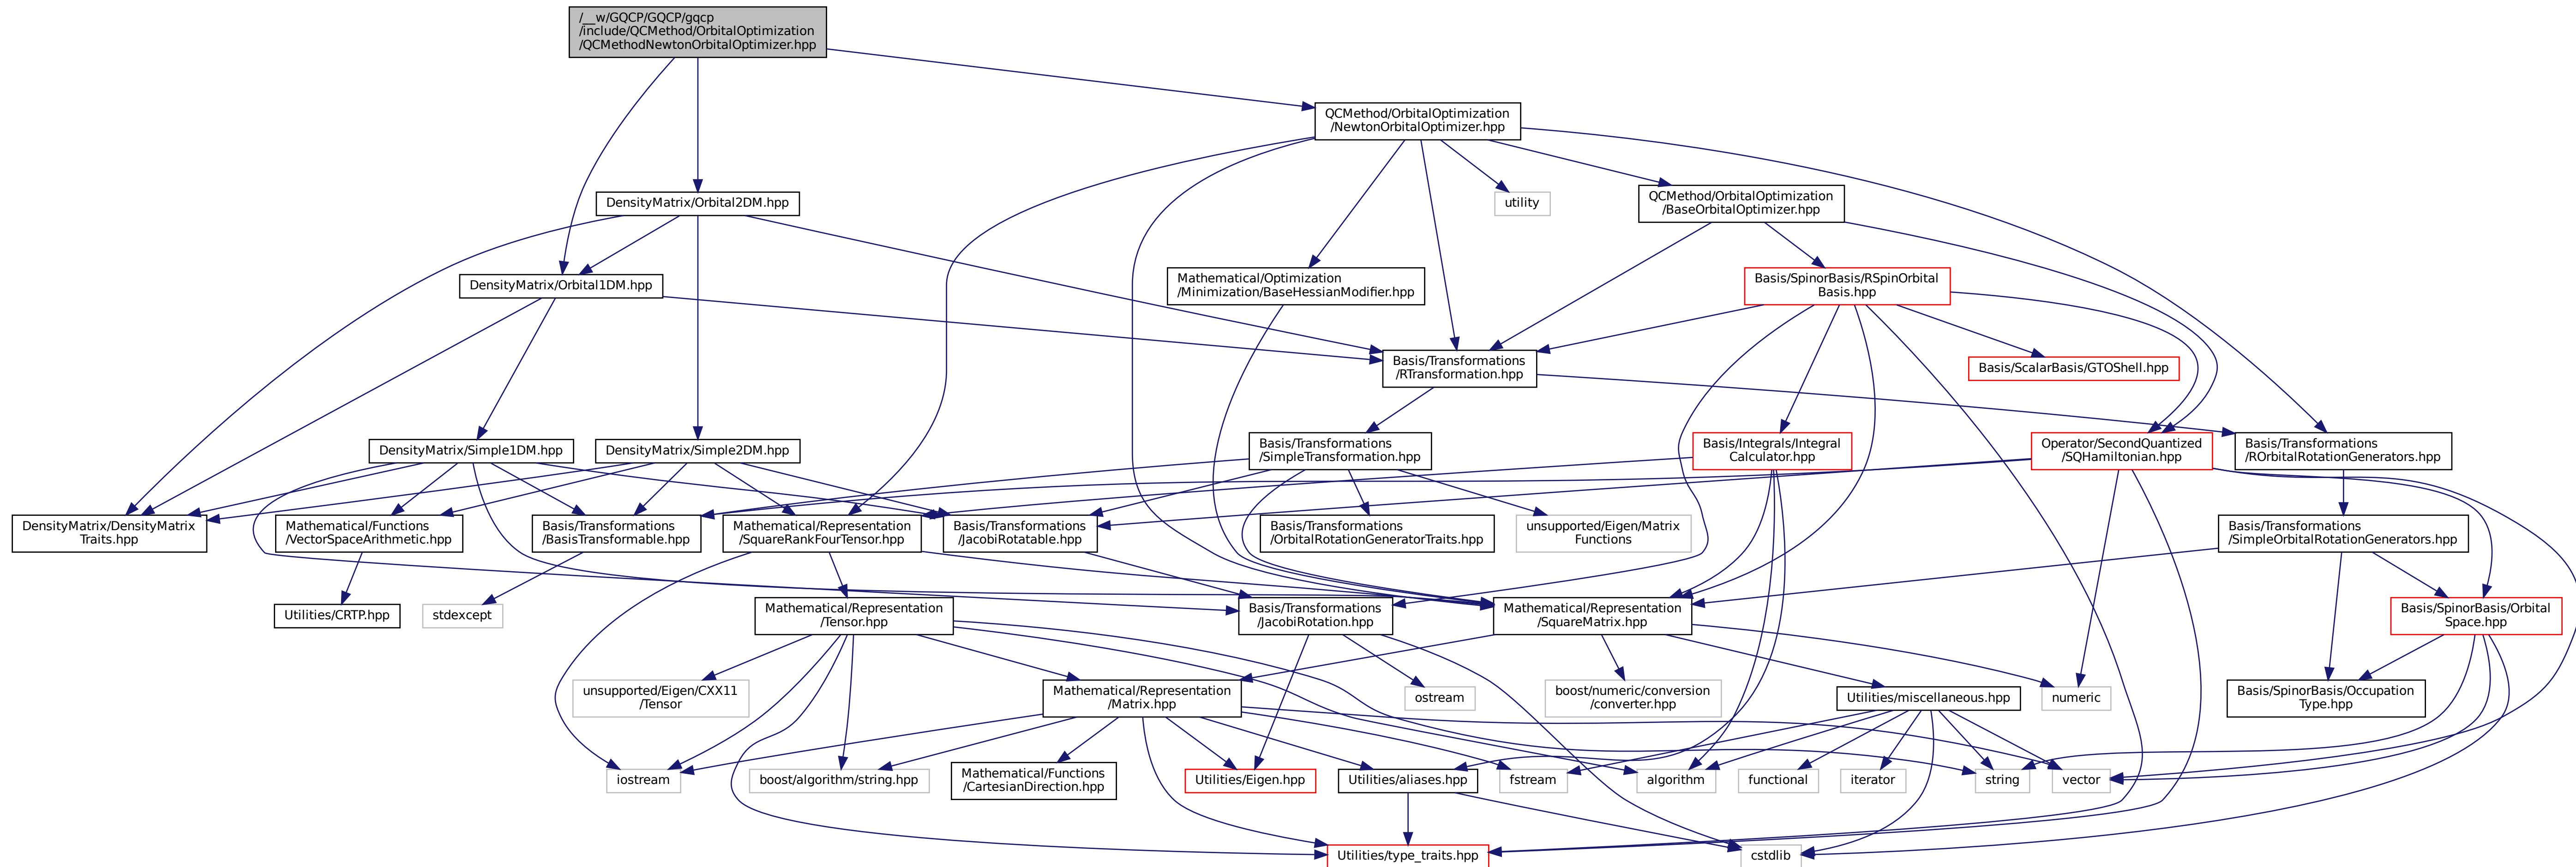 /__w/GQCP/GQCP/gqcp
/include/QCMethod/OrbitalOptimization
/QCMethodNewtonOrbitalOptimizer.hpp
QCMethod/OrbitalOptimization
/NewtonOrbitalOptimizer.hpp
DensityMatrix/Orbital2DM.hpp
utility
QCMethod/OrbitalOptimization
/BaseOrbitalOptimizer.hpp
DensityMatrix/Orbital1DM.hpp
Mathematical/Optimization
/Minimization/BaseHessianModifier.hpp
Basis/SpinorBasis/RSpinOrbital
Basis.hpp
Basis/Transformations
/RTransformation.hpp
Basis/ScalarBasis/GTOShell.hpp
DensityMatrix/Simple1DM.hpp
DensityMatrix/Simple2DM.hpp
Basis/Transformations
/SimpleTransformation.hpp
Basis/Integrals/Integral
Calculator.hpp
Operator/SecondQuantized
/SQHamiltonian.hpp
Basis/Transformations
/ROrbitalRotationGenerators.hpp
DensityMatrix/DensityMatrix
Traits.hpp
Mathematical/Functions
/VectorSpaceArithmetic.hpp
Basis/Transformations
/BasisTransformable.hpp
Mathematical/Representation
/SquareRankFourTensor.hpp
Basis/Transformations
/JacobiRotatable.hpp
Basis/Transformations
/OrbitalRotationGeneratorTraits.hpp
unsupported/Eigen/Matrix
Functions
Basis/Transformations
/SimpleOrbitalRotationGenerators.hpp
Utilities/CRTP.hpp
stdexcept
Mathematical/Representation
/Tensor.hpp
Basis/Transformations
/JacobiRotation.hpp
Mathematical/Representation
/SquareMatrix.hpp
Basis/SpinorBasis/Orbital
Space.hpp
unsupported/Eigen/CXX11
/Tensor
Mathematical/Representation
/Matrix.hpp
ostream
boost/numeric/conversion
/converter.hpp
Utilities/miscellaneous.hpp
numeric
Basis/SpinorBasis/Occupation
Type.hpp
iostream
boost/algorithm/string.hpp
Mathematical/Functions
/CartesianDirection.hpp
Utilities/Eigen.hpp
Utilities/aliases.hpp
fstream
algorithm
functional
iterator
string
vector
Utilities/type_traits.hpp
cstdlib